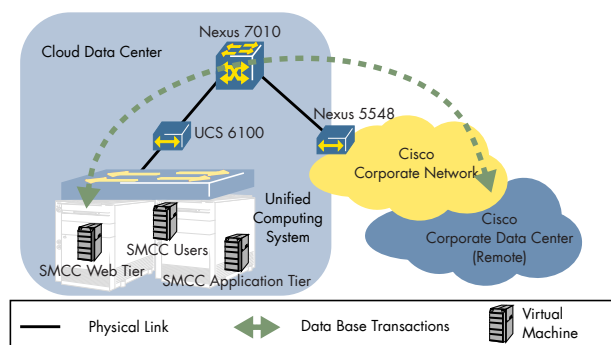 Nexus 7010
Cloud Data Center
Nexus 5548
UCS 6100
Cisco
Corporate Network
Unified
Computing
System
Cisco
Corporate Data Center
(Remote)
SMCC Users
SMCC Web Tier
SMCC Application Tier
Physical Link
Data Base Transactions
Virtual
Machine